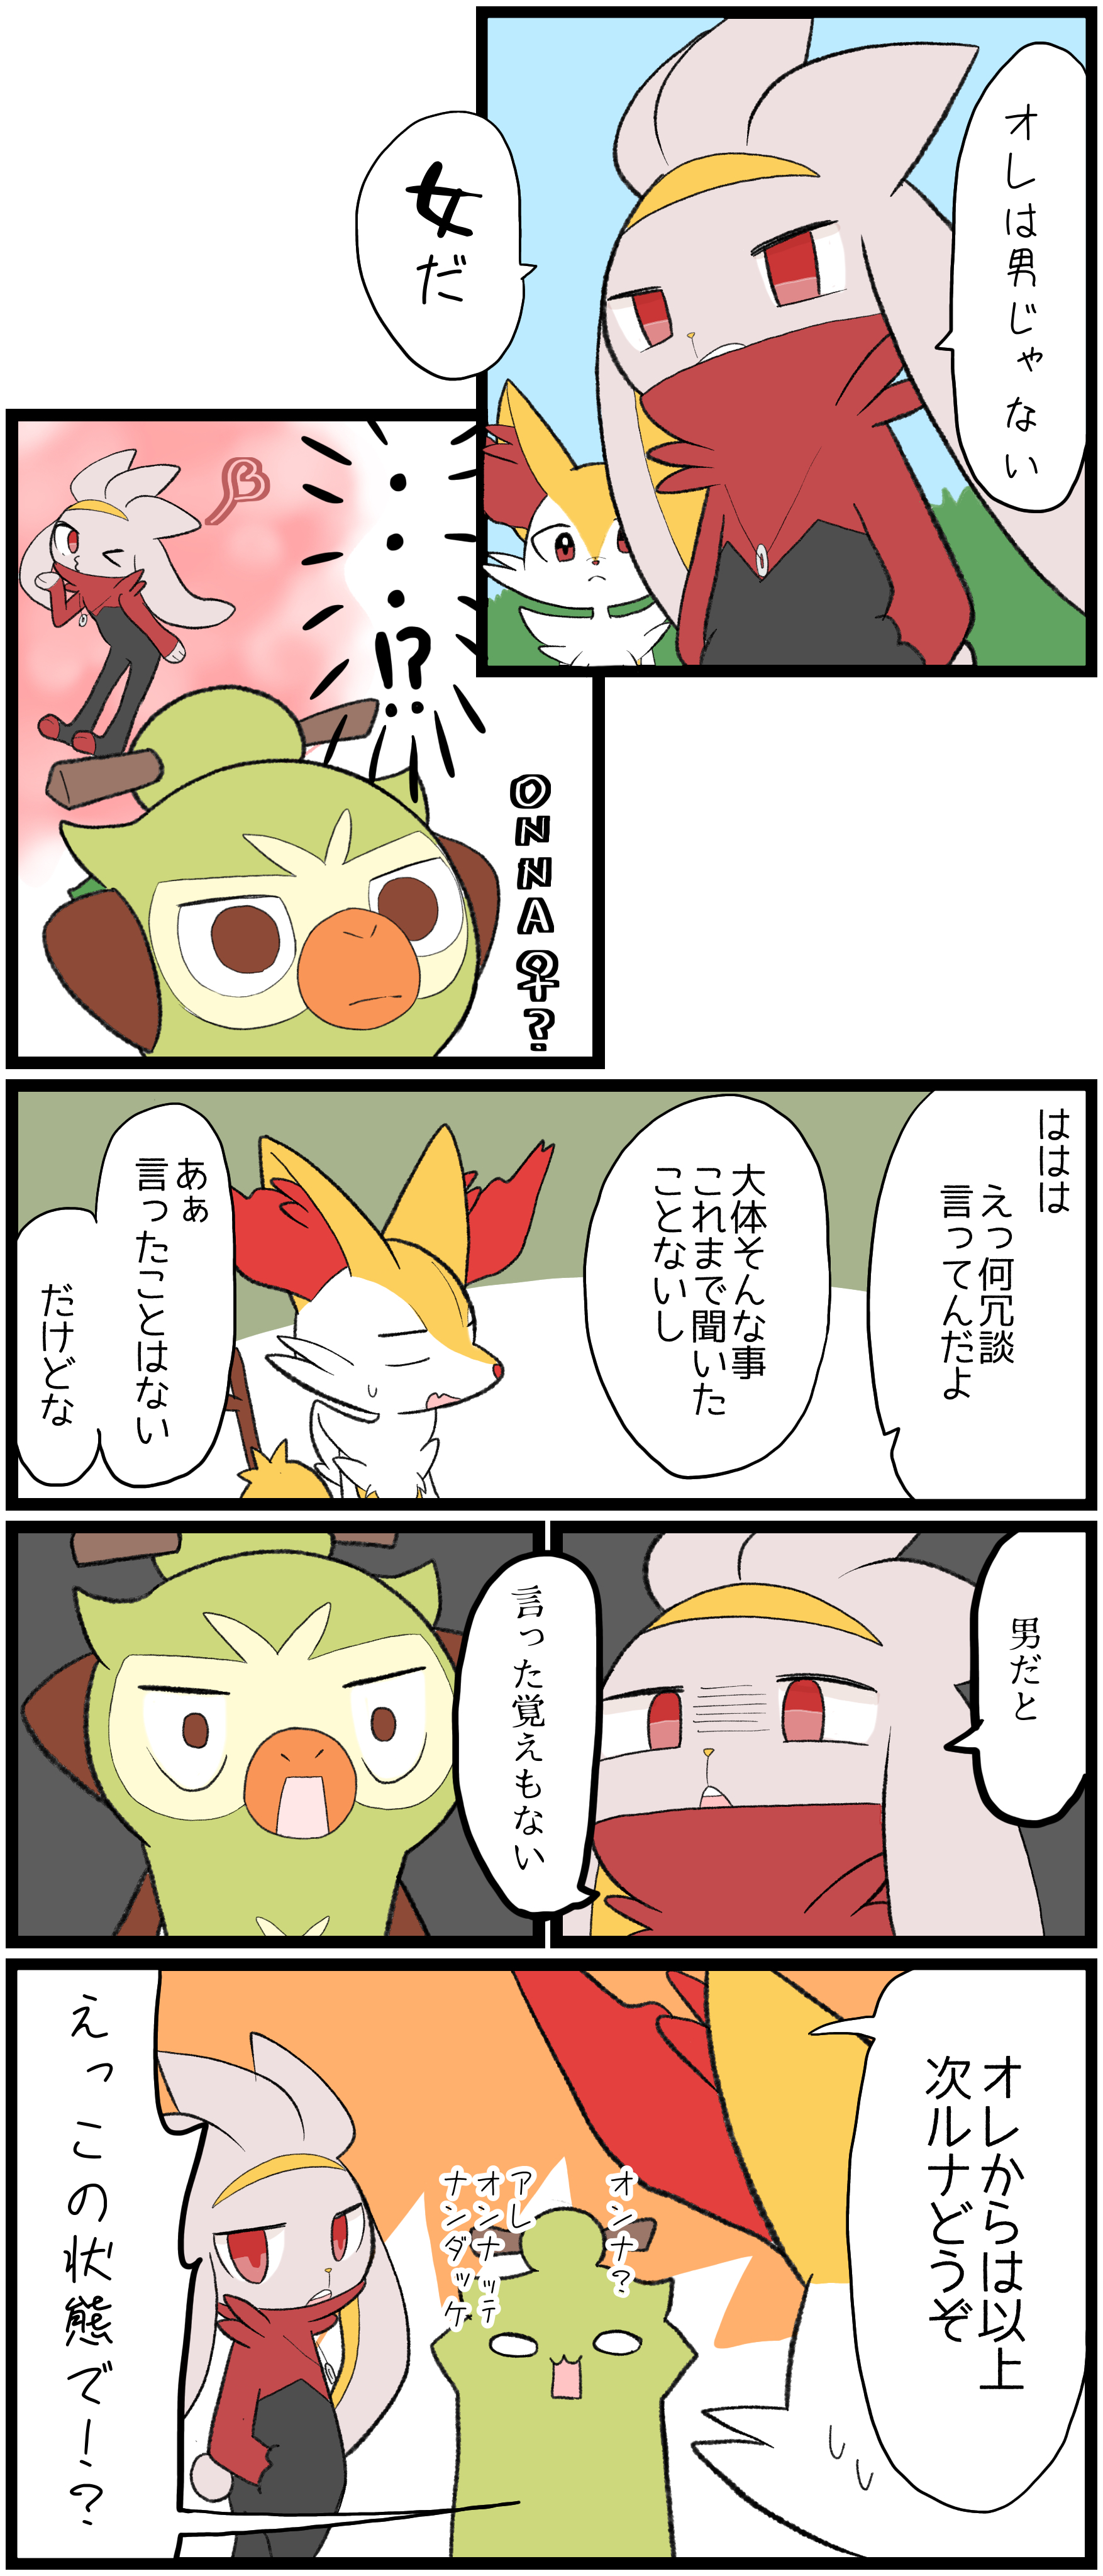 オレは男じゃない
女だ
・・・!?
ONNA♀?
ははは
えっ何冗談
言ってんだよ
大体そんな事
これまで聞いた
ことないし
あぁ
言ったことはない
だけどな
男だと
言った覚えもない
オレからは以上
次ルナどうぞ
オンナ?
アレ
オンナッテ
ナンダッケ
えっこの状態でー?